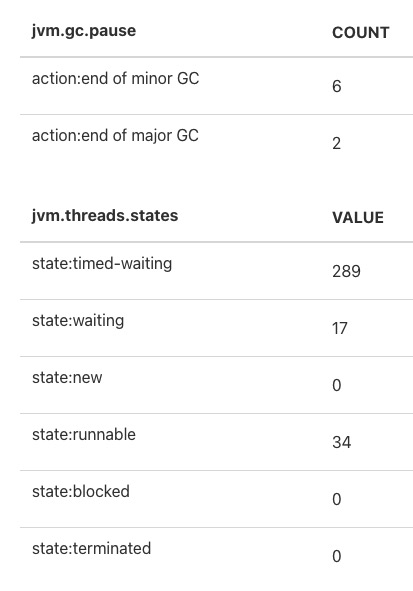 jvm.gc.pause COUNT
action:end of minor GC 6
action:end of major GC 2
jvm.threads.states VALUE
state:timed-waiting 289
state:waiting 17
state:new 0
state:runnable 34
state:blocked 0
state:terminated 0